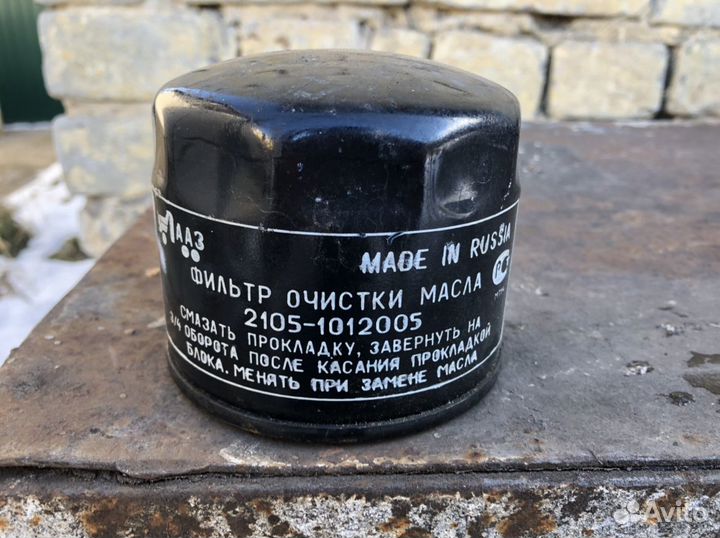 ЛААЗ
MADE IN RUSSIA
ФИЛЬТР ОЧИСТКИ МАСЛА
2105-1012005
СМАЗАТЬ ПРОКЛАДКУ, ЗАВЕРНУТЬ НА
3/4 ОБОРОТА ПОСЛЕ КАСАНИЯ ПРОКЛАДКОЙ
БЛОКА. МЕНЯТЬ ПРИ ЗАМЕНЕ МАСЛА
Avito